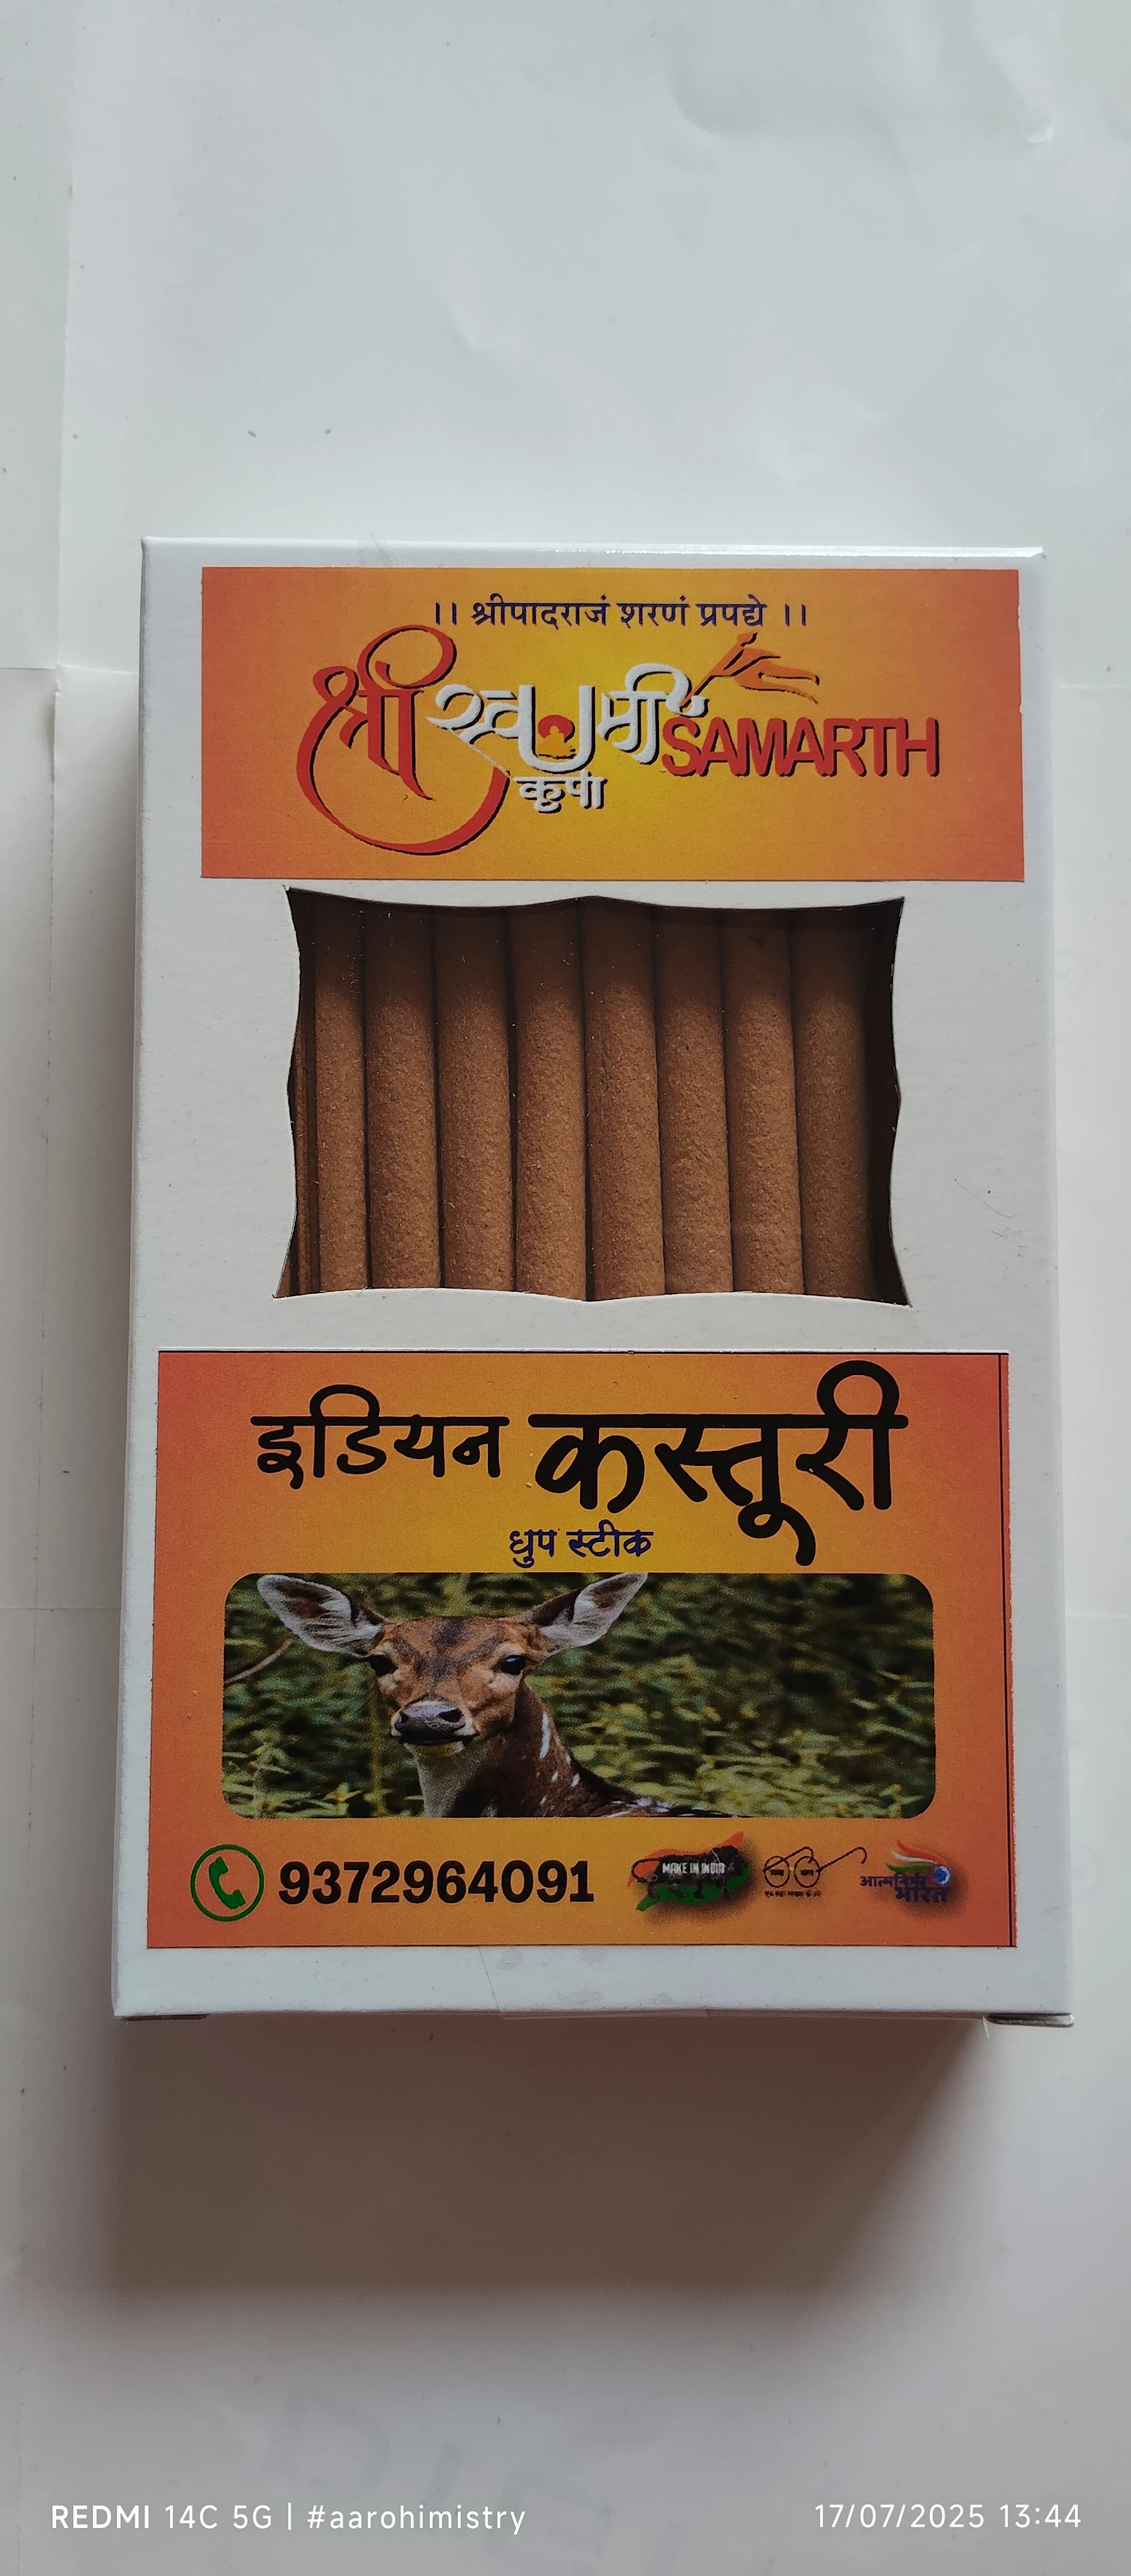 ।। श्रीपादराजं शरणं प्रपद्ये ।।
श्री स्वामी SAMARTH
कृपा
इंडियन कस्तूरी
धुप स्टीक
9372964091
MAKE IN INDIA
आत्मनिर्भर
भारत
REDMI 14C 5G | #aarohimistry
17/07/2025 13:44